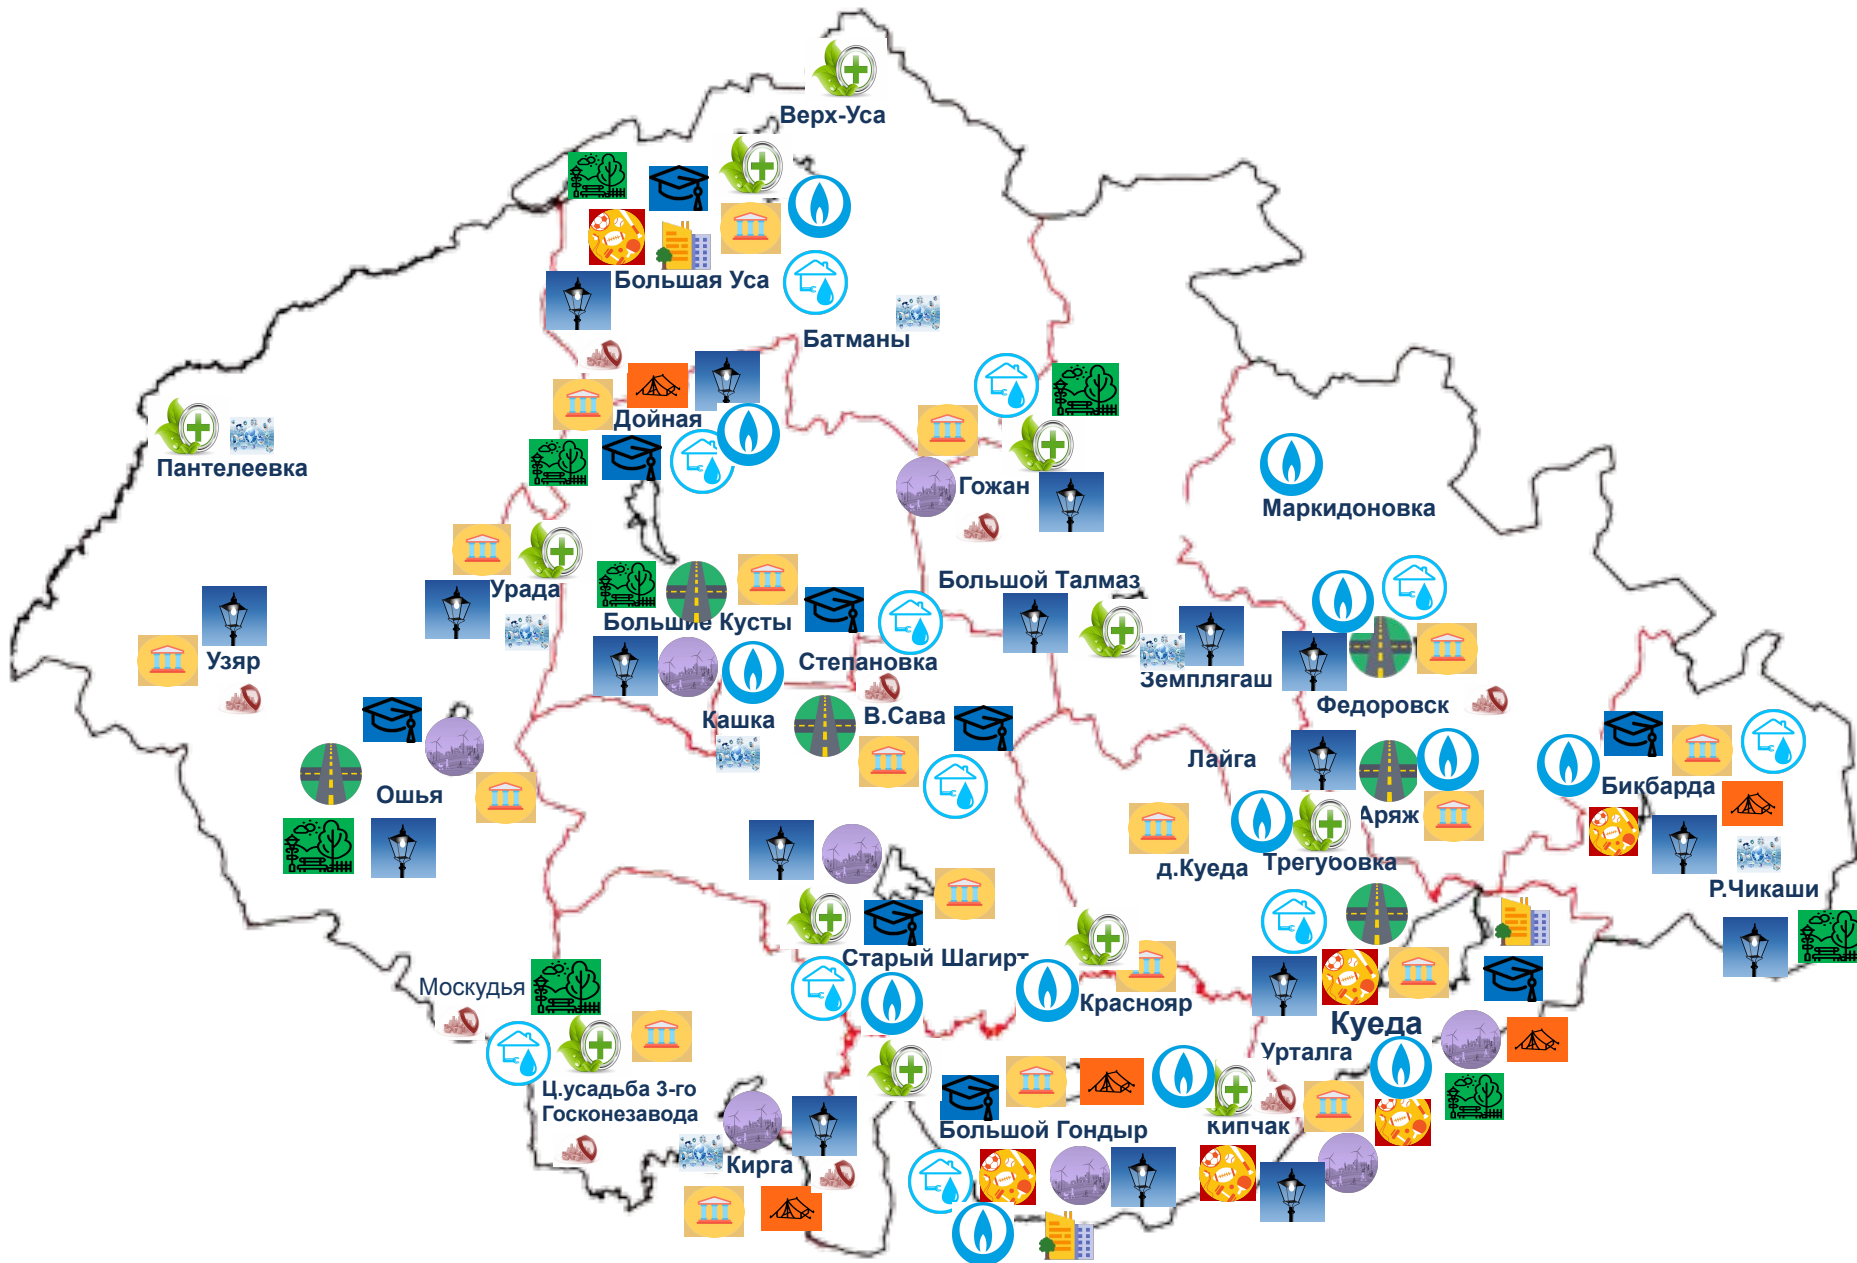 Верх-Уса
Большая Уса
Батманы
Дойная
Пантелеевка
Гожан
Маркидоновка
Урада
Большой Талмаз
Большие Кусты
Узяр
Степановка
Земплягаш
Федоровск
Кашка
В.Сава
Лайга
Ошья
Бикбарда
Аряж
д.Куеда
Трегубовка
Р.Чикаши
Старый Шагирт
Москудья
Краснояр
Куеда
Урталга
Ц.усадьба 3-го
Госконезавода
Большой Гондыр
Кипчак
Кирга